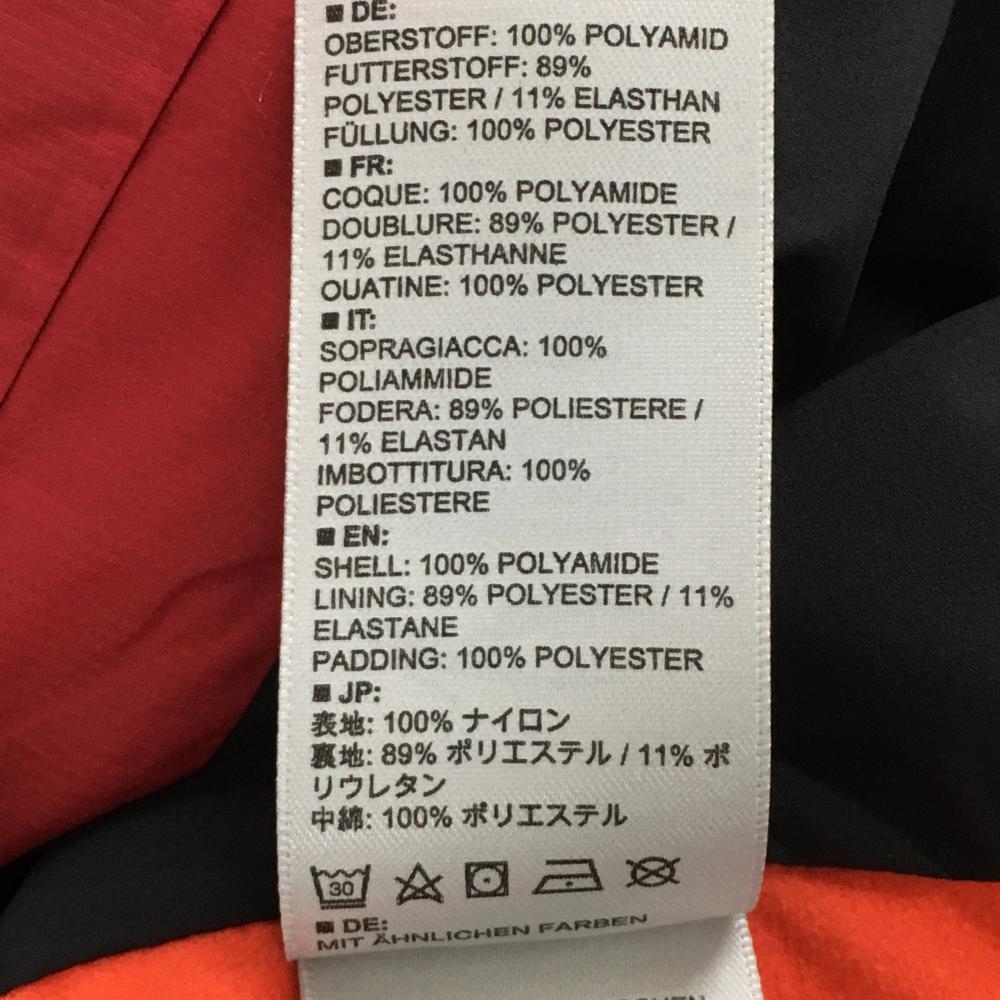 DE:
OBERSTOFF: 100% POLYAMID
FUTTERSTOFF: 89%
POLYESTER / 11% ELASTHAN
FÜLLUNG: 100% POLYESTER
FR:
COQUE: 100% POLYAMIDE
DOUBLURE: 89% POLYESTER /
11% ELASTHANNE
OUATINE: 100% POLYESTER
IT:
SOPRAGIACCA: 100%
POLIAMMIDE
FODERA: 89% POLIESTERE /
11% ELASTAN
IMBOTTITURA: 100%
POLIESTERE
EN:
SHELL: 100% POLYAMIDE
LINING: 89% POLYESTER / 11%
ELASTANE
PADDING: 100% POLYESTER
JP:
表地: 100% ナイロン
裏地: 89% ポリエステル / 11% ポ
リウレタン
中綿: 100% ポリエステル
30
DE:
MIT ÄHNLICHEN FARBEN